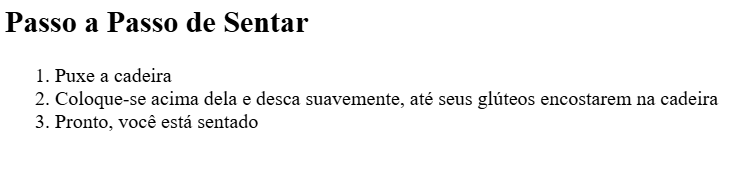 Passo a Passo de Sentar
1. Puxe a cadeira
2. Coloque-se acima dela e desca suavemente, até seus glúteos encostarem na cadeira
3. Pronto, você está sentado